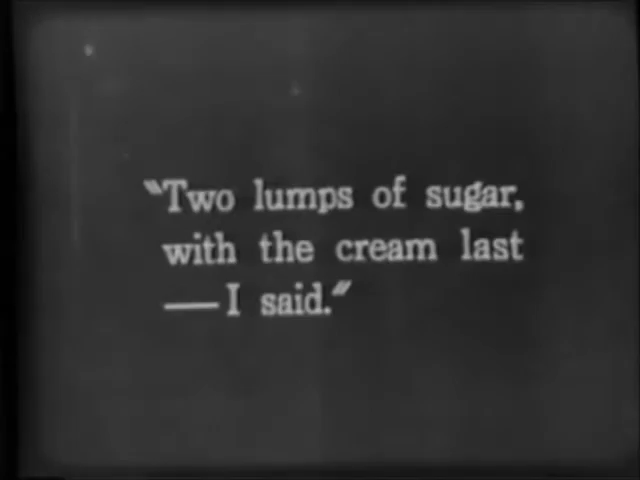 "Two lumps of sugar,
with the cream last
—I said."